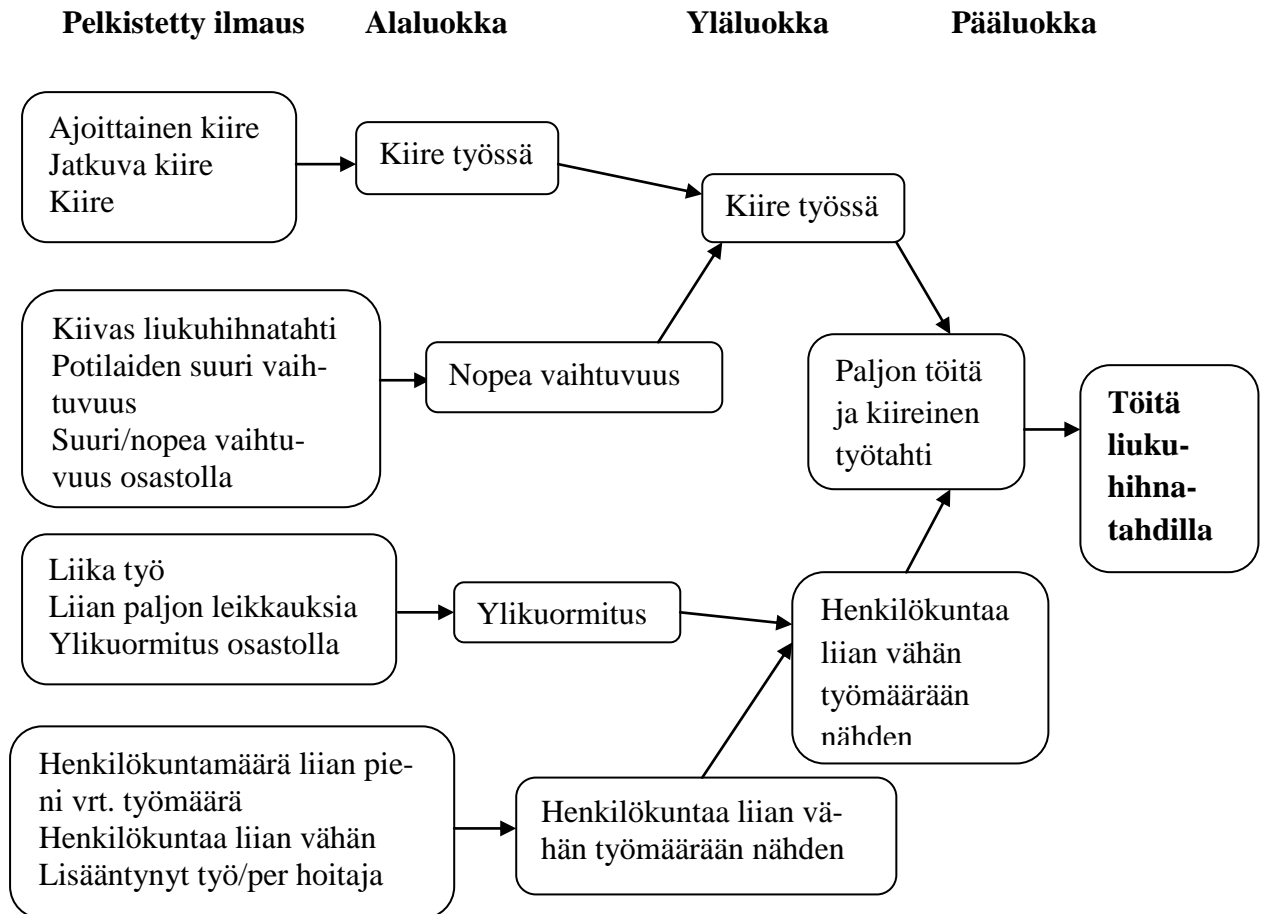 Pelkistetty ilmaus Alaluokka Yläluokka Pääluokka
Ajoittainen kiire
Jatkuva kiire
Kiire
Kiire työssä
Kiire työssä
Kiivas liukuhihnatahti
Potilaiden suuri vaih-
tuvuus
Suuri/nopea vaihtu-
vuus osastolla
Nopea vaihtuvuus
Paljon töitä
ja kiireinen
työtahti
Töitä
liuku-
hihna-
tahdilla
Liika työ
Liian paljon leikkauksia
Ylikuormitus osastolla
Ylikuormitus
Henkilökuntaa
liian vähän
työmäärään
nähden
Henkilökuntamäärä liian pie-
ni vrt. työmäärä
Henkilökuntaa liian vähän
Lisääntynyt työ/per hoitaja
Henkilökuntaa liian vä-
hän työmäärään nähden